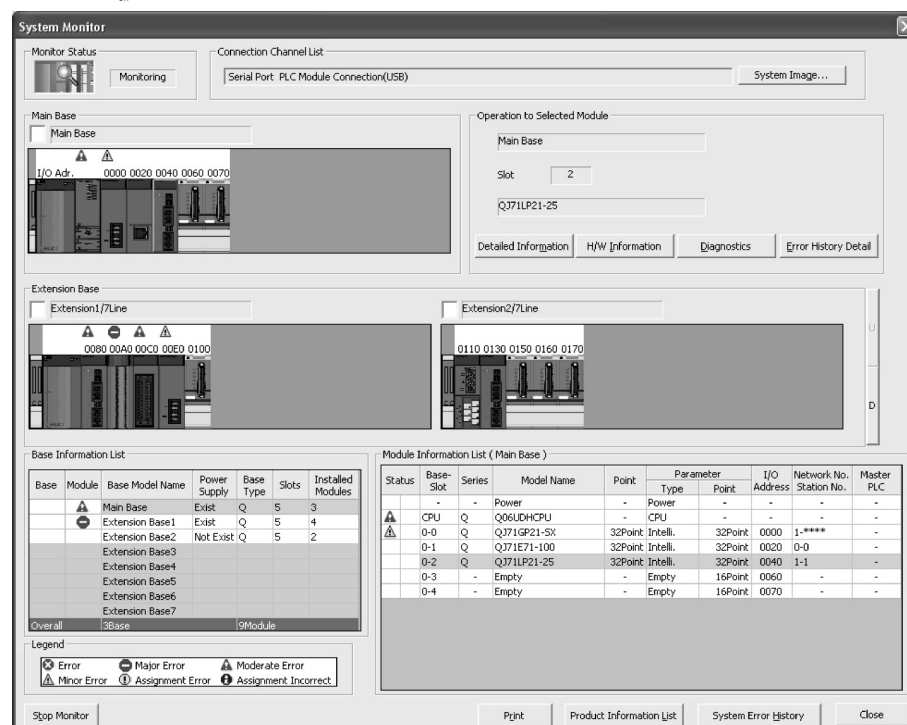 System Monitor
Monitor Status
Monitoring
Connection Channel List
Serial Port PLC Module Connection(USB)
System Image...
Main Base
Main Base
I/O Adr. 0000 0020 0040 0060 0070
Operation to Selected Module
Main Base
Slot 2
QJ71LP21-25
Detailed Information H/W Information Diagnostics Error History Detail
Extension Base
Extension1/7Line
0080 00A0 00C0 00E0 0100
Extension2/7Line
0110 0130 0150 0160 0170
U
D
Base Information List
Base Module Base Model Name Power Supply Base Type Slots Installed Modules
Main Base Exist Q 5 3
Extension Base1 Exist Q 5 4
Extension Base2 Not Exist Q 5 2
Extension Base3
Extension Base4
Extension Base5
Extension Base6
Extension Base7
Overall 3Base 9Module
Legend
Error Major Error Moderate Error
Minor Error Assignment Error Assignment Incorrect
Module Information List ( Main Base )
Status Base-Slot Series Model Name Point Parameter Type Point I/O Address Network No. Station No. Master PLC
- - Power - Power - - - -
CPU Q Q06UDHCPU - CPU - - - -
0-0 Q QJ71GP21-SX 32Point Intelli. 32Point 0000 1-**** -
0-1 Q QJ71E71-100 32Point Intelli. 32Point 0020 0-0 -
0-2 Q QJ71LP21-25 32Point Intelli. 32Point 0040 1-1 -
0-3 - Empty - Empty 16Point 0060 - -
0-4 - Empty - Empty 16Point 0070 - -
Stop Monitor Print Product Information List System Error History Close